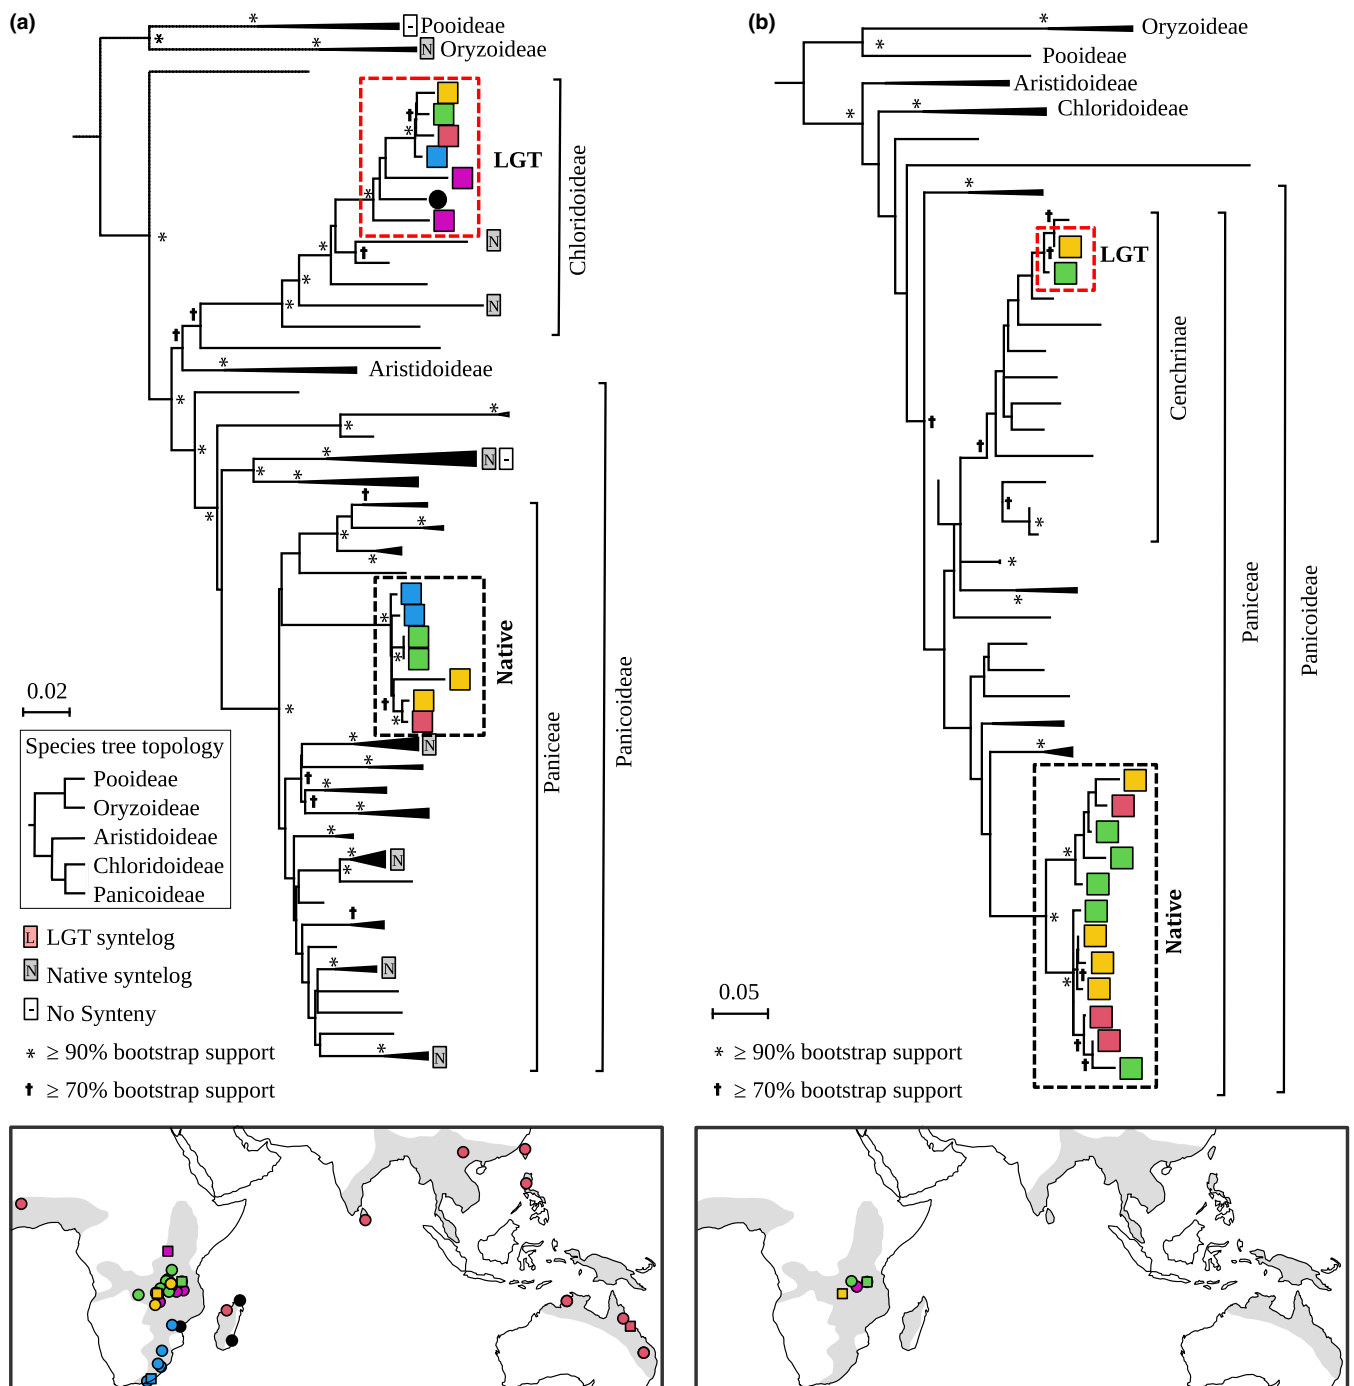 (a)
* - Pooideae
* * N Oryzoideae
†
*
LGT
*
Chloridoideae
*
* N
†
*
* N
†
†
* Aristidoideae
*
*
* *
* N -
* *
*
†
*
*
*
*
*
† *
Native
*
* N
*
† *
† *
*
* N
*
†
* N
* N
Paniceae
Panicoideae
0.02
Species tree topology
Pooideae
Oryzoideae
Aristidoideae
Chloridoideae
Panicoideae
L LGT syntelog
N Native syntelog
- No Synteny
* ≥ 90% bootstrap support
† ≥ 70% bootstrap support
(b)
* Oryzoideae
* Pooideae
Aristidoideae
* * Chloridoideae
*
†
† LGT
Cenchrinae
†
†
† *
*
*
*
*
*
†
*
†
†
Native
Paniceae
Panicoideae
0.05
* ≥ 90% bootstrap support
† ≥ 70% bootstrap support